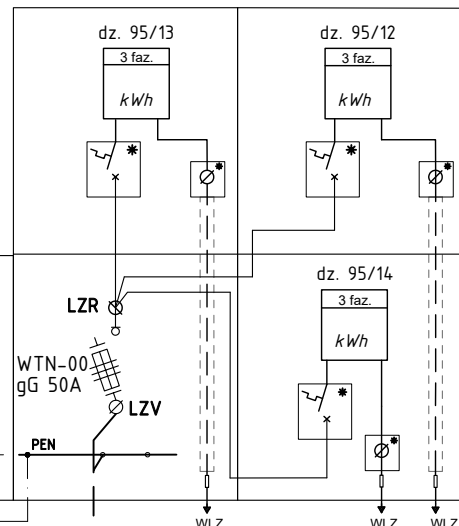 dz. 95/13
3 faz.
kWh
dz. 95/12
3 faz.
kWh
dz. 95/14
3 faz.
kWh
LZR
WTN-00
gG 50A
LZV
PEN
WLZ
WLZ
WLZ